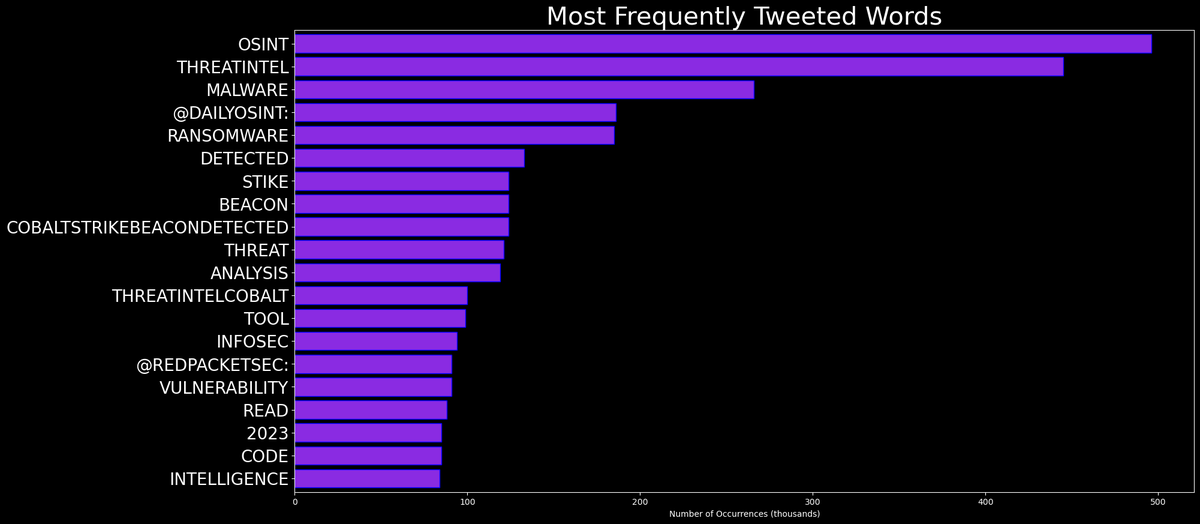 Most Frequently Tweeted Words
OSINT
THREATINTEL
MALWARE
@DAILYOSINT:
RANSOMWARE
DETECTED
STIKE
BEACON
COBALTSTRIKEBEACONDETECTED
THREAT
ANALYSIS
THREATINTELCOBALT
TOOL
INFOSEC
@REDPACKETSEC:
VULNERABILITY
READ
2023
CODE
INTELLIGENCE
0 100 200 300 400 500
Number of Occurrences (thousands)